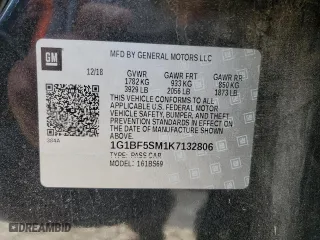 GM
MFD BY GENERAL MOTORS LLC
12/18 GVWR GAWR FRT GAWR RR
1782 KG 933 KG 850 KG
3929 LB 2056 LB 1873 LB
THIS VEHICLE CONFORMS TO ALL APPLICABLE
U.S. FEDERAL MOTOR VEHICLE
SAFETY, BUMPER, AND THEFT
PREVENTION STANDARDS IN EFFECT ON
THE DATE OF MANUFACTURE SHOWN ABOVE.
1G1BF5SM1K7132806
TYPE: PASS CAR
MODEL: 161BS69